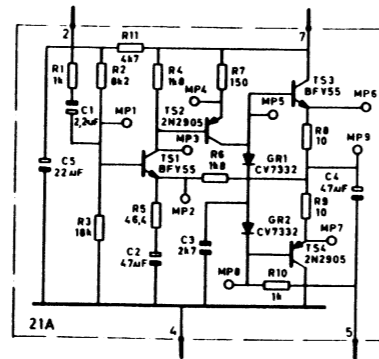 2
7
R11
4k7
R1
1k
R2
8k2
R4
1k8
R7
150
TS3
BFY55
MP4
TS2
2N2905
MP5
MP6
C1
2,2uF
MP1
MP3
R8
10
MP9
TS1
BFY55
R6
1k8
GR1
CV7332
C4
47µF
C5
22µF
MP2
R5
46,4
R9
10
R3
18k
GR2
CV7332
MP7
TS4
2N2905
C2
47µF
C3
2k7
MP8
R10
1k
21A
4
5